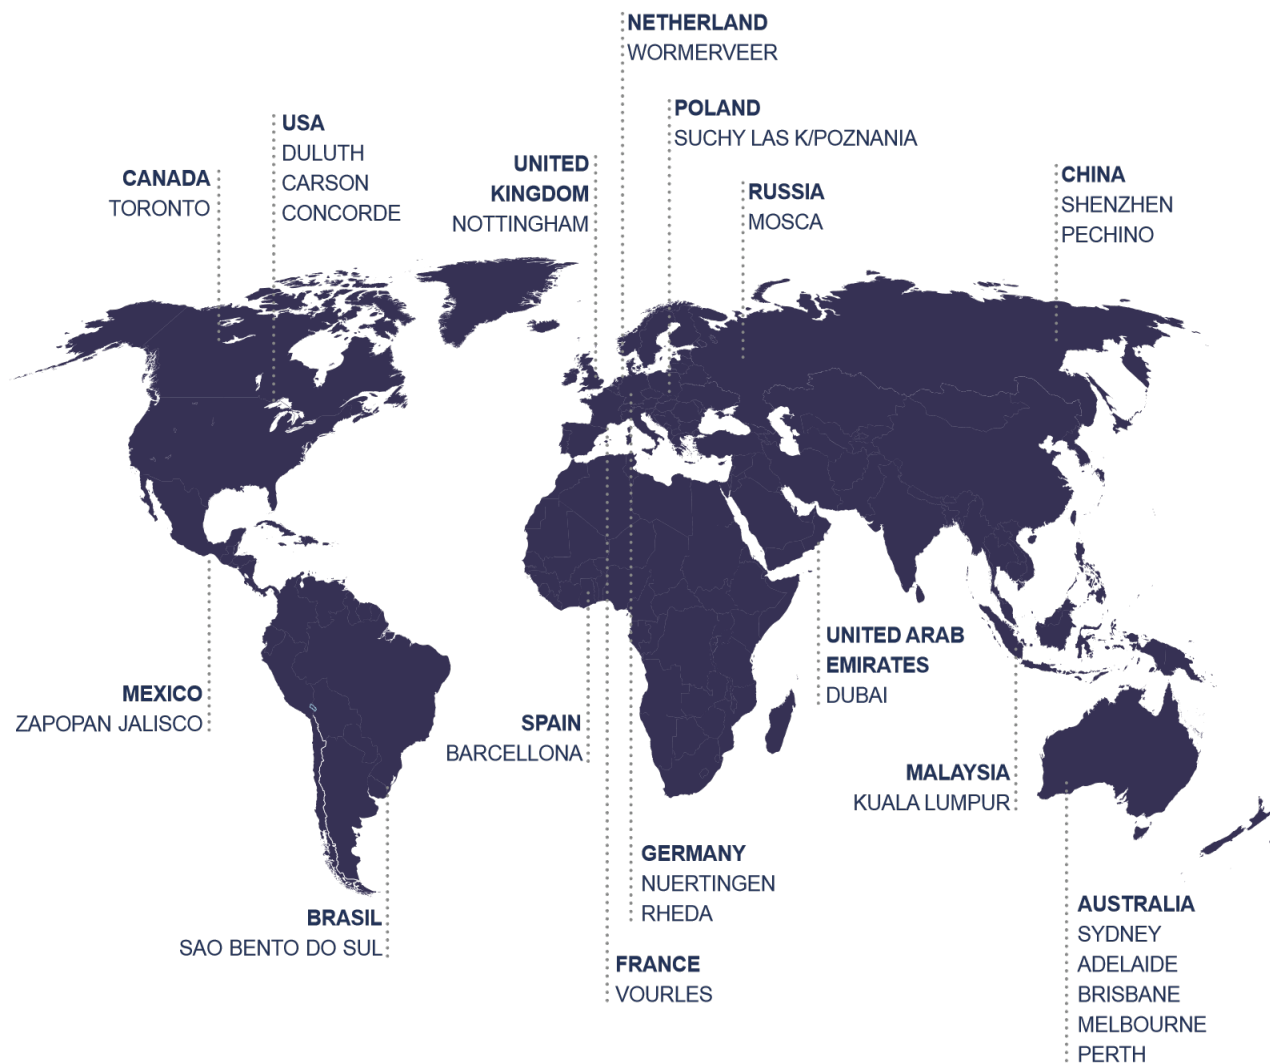 NETHERLAND
WORMERVEER
POLAND
SUCHY LAS K/POZNANIA
USA
DULUTH
CARSON
CONCORDE
CANADA
TORONTO
UNITED
KINGDOM
NOTTINGHAM
RUSSIA
MOSCA
CHINA
SHENZHEN
PECHINO
UNITED ARAB
EMIRATES
DUBAI
MEXICO
ZAPOPAN JALISCO
SPAIN
BARCELLONA
MALAYSIA
KUALA LUMPUR
GERMANY
NUERTINGEN
RHEDA
BRASIL
SAO BENTO DO SUL
FRANCE
VOURLES
AUSTRALIA
SYDNEY
ADELAIDE
BRISBANE
MELBOURNE
PERTH